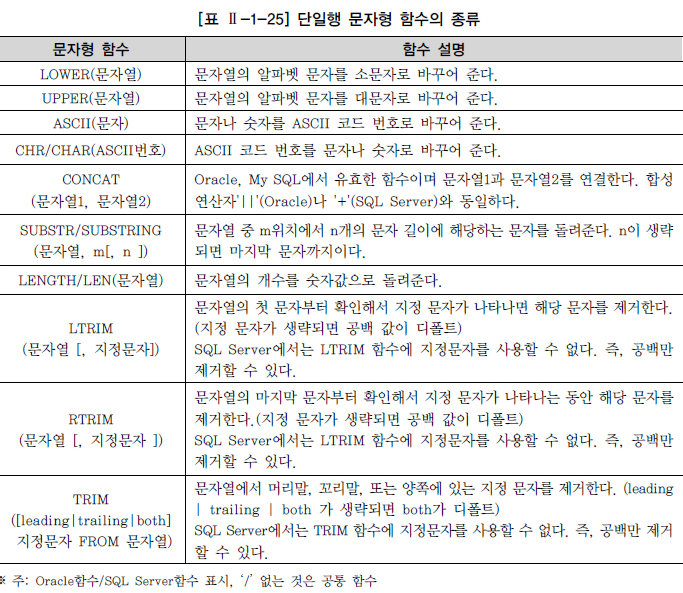 [표 Ⅱ-1-25] 단일행 문자형 함수의 종류
문자형 함수 함수 설명
LOWER(문자열) 문자열의 알파벳 문자를 소문자로 바꾸어 준다.
UPPER(문자열) 문자열의 알파벳 문자를 대문자로 바꾸어 준다.
ASCII(문자) 문자나 숫자를 ASCII 코드 번호로 바꾸어 준다.
CHR/CHAR(ASCII번호) ASCII 코드 번호를 문자나 숫자로 바꾸어 준다.
CONCAT
(문자열1, 문자열2)
Oracle, My SQL에서 유효한 함수이며 문자열1과 문자열2를 연결한다. 합성
연산자'||'(Oracle)나 '+'(SQL Server)와 동일하다.
SUBSTR/SUBSTRING
(문자열, m[, n ])
문자열 중 m위치에서 n개의 문자 길이에 해당하는 문자를 돌려준다. n이 생략
되면 마지막 문자까지이다.
LENGTH/LEN(문자열) 문자열의 개수를 숫자값으로 돌려준다.
LTRIM
(문자열 [, 지정문자])
문자열의 첫 문자부터 확인해서 지정 문자가 나타나면 해당 문자를 제거한다.
(지정 문자가 생략되면 공백 값이 디폴트)
SQL Server에서는 LTRIM 함수에 지정문자를 사용할 수 없다. 즉, 공백만
제거할 수 있다.
RTRIM
(문자열 [, 지정문자 ])
문자열의 마지막 문자부터 확인해서 지정 문자가 나타나는 동안 해당 문자를
제거한다.(지정 문자가 생략되면 공백 값이 디폴트)
SQL Server에서는 LTRIM 함수에 지정문자를 사용할 수 없다. 즉, 공백만
제거할 수 있다.
TRIM
([leading|trailing|both]
지정문자 FROM 문자열)
문자열에서 머리말, 꼬리말, 또는 양쪽에 있는 지정 문자를 제거한다. (leading
| trailing | both 가 생략되면 both가 디폴트)
SQL Server에서는 TRIM 함수에 지정문자를 사용할 수 없다. 즉, 공백만 제거
할 수 있다.
※ 주: Oracle함수/SQL Server함수 표시, '/' 없는 것은 공통 함수